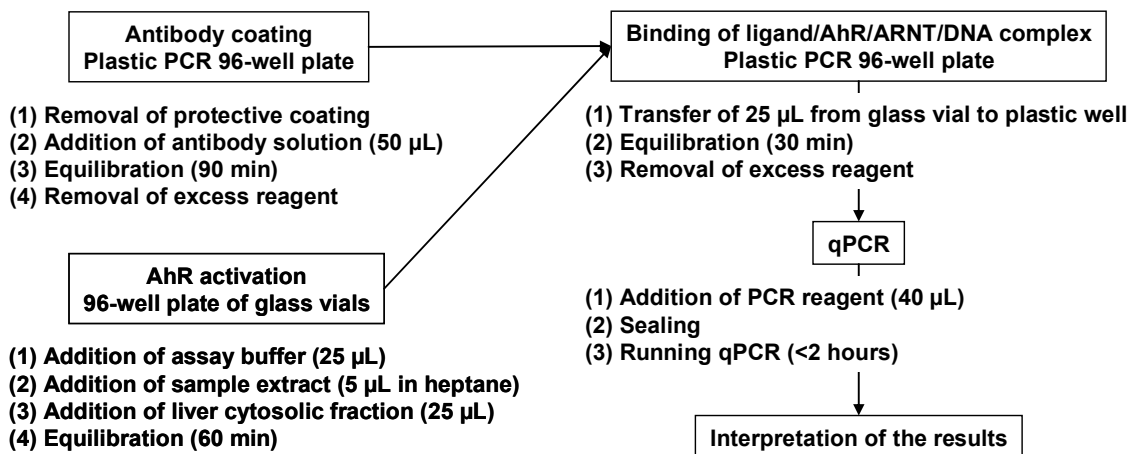 Antibody coating
Plastic PCR 96-well plate
(1) Removal of protective coating
(2) Addition of antibody solution (50 µL)
(3) Equilibration (90 min)
(4) Removal of excess reagent
AhR activation
96-well plate of glass vials
(1) Addition of assay buffer (25 µL)
(2) Addition of sample extract (5 µL in heptane)
(3) Addition of liver cytosolic fraction (25 µL)
(4) Equilibration (60 min)
Binding of ligand/AhR/ARNT/DNA complex
Plastic PCR 96-well plate
(1) Transfer of 25 µL from glass vial to plastic well
(2) Equilibration (30 min)
(3) Removal of excess reagent
qPCR
(1) Addition of PCR reagent (40 µL)
(2) Sealing
(3) Running qPCR (<2 hours)
Interpretation of the results